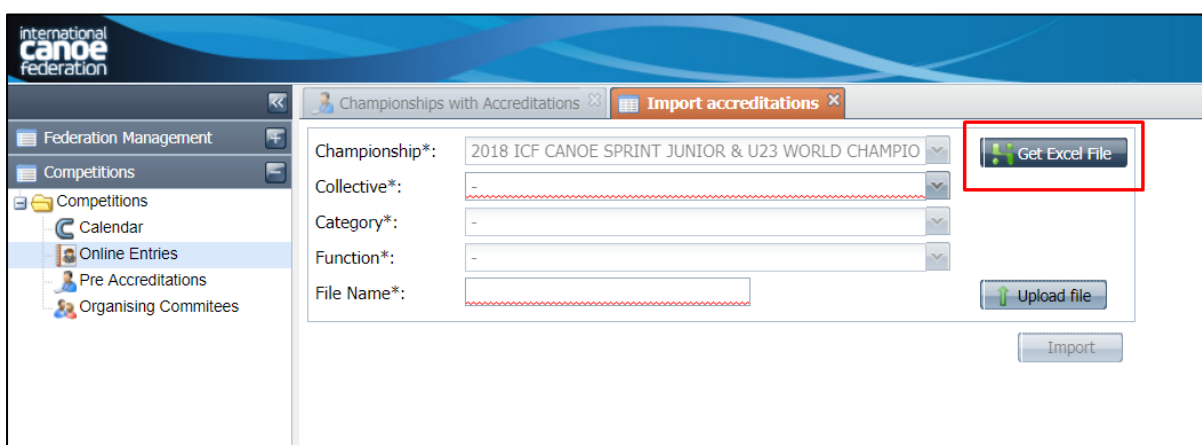 international
canoe
federation
Championships with Accreditations
Import accreditations
Federation Management
Competitions
Competitions
Calendar
Online Entries
Pre Accreditations
Organising Commitees
Championship*: 2018 ICF CANOE SPRINT JUNIOR & U23 WORLD CHAMPIO
Get Excel File
Collective*: -
Category*: -
Function*: -
File Name*:
Upload file
Import